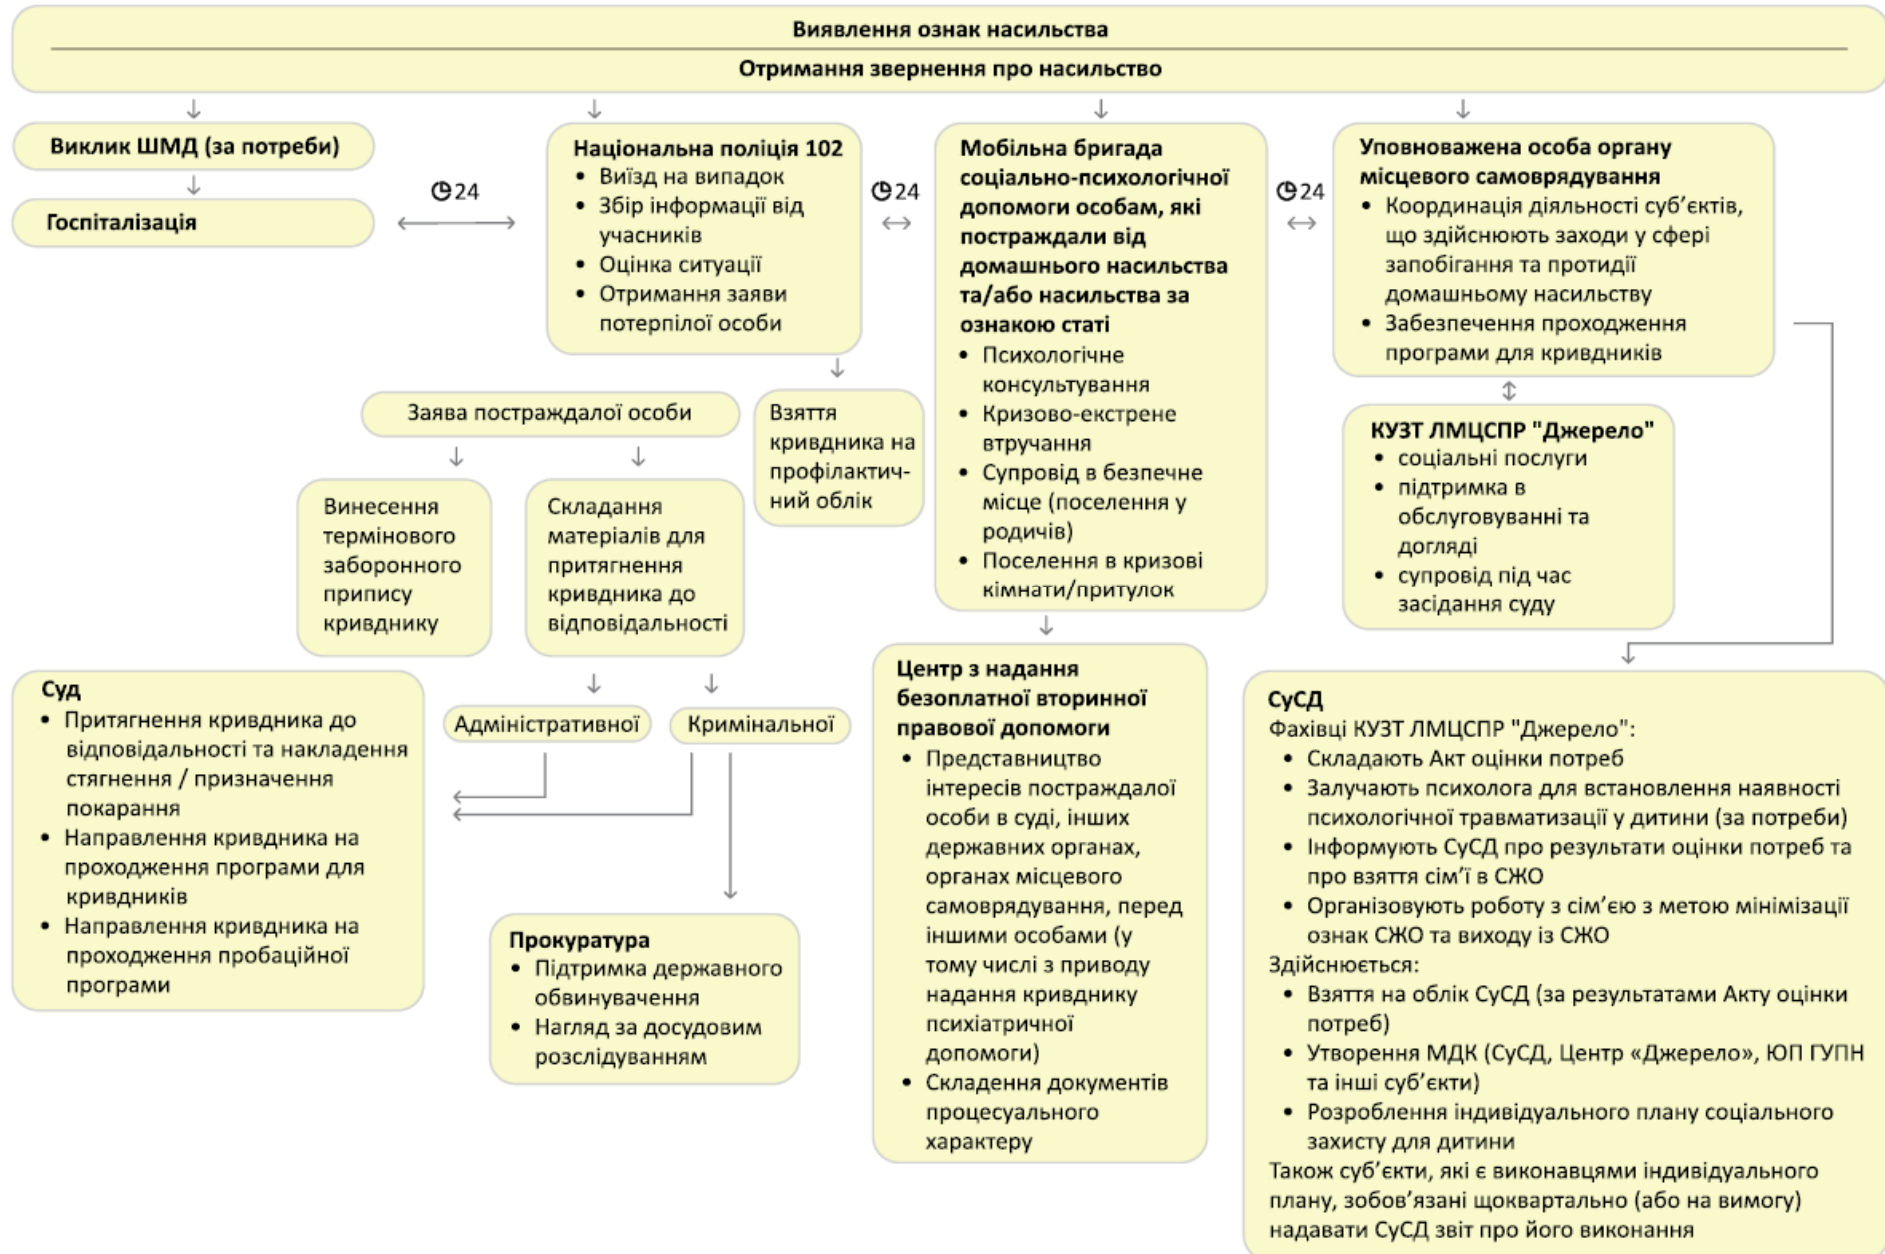 Виявлення ознак насильства
Отримання звернення про насильство
Виклик ШМД (за потреби)
Госпіталізація
24
Національна поліція 102
• Виїзд на випадок
• Збір інформації від
учасників
• Оцінка ситуації
• Отримання заяви
потерпілої особи
24
Мобільна бригада
соціально-психологічної
допомоги особам, які
постраждали від
домашнього насильства
та/або насильства за
ознакою статі
• Психологічне
консультування
• Кризово-екстрене
втручання
• Супровід в безпечне
місце (поселення у
родичів)
• Поселення в кризові
кімнати/притулок
24
Уповноважена особа органу
місцевого самоврядування
• Координація діяльності суб’єктів,
що здійснюють заходи у сфері
запобігання та протидії
домашньому насильству
• Забезпечення проходження
програми для кривдників
Заява постраждалої особи
Взяття
кривдника на
профілактич-
ний облік
КУЗТ ЛМЦСПР "Джерело"
• соціальні послуги
• підтримка в
обслуговуванні та
догляді
• супровід під час
засідання суду
Винесення
термінового
заборонного
припису
кривднику
Складання
матеріалів для
притягнення
кривдника до
відповідальності
Адміністративної
Кримінальної
Суд
• Притягнення кривдника до
відповідальності та накладення
стягнення / призначення
покарання
• Направлення кривдника на
проходження програми для
кривдників
• Направлення кривдника на
проходження пробаційної
програми
Прокуратура
• Підтримка державного
обвинувачення
• Нагляд за досудовим
розслідуванням
Центр з надання
безоплатної вторинної
правової допомоги
• Представництво
інтересів постраждалої
особи в суді, інших
державних органах,
органах місцевого
самоврядування, перед
іншими особами (у
тому числі з приводу
надання кривднику
психіатричної
допомоги)
• Складення документів
процесуального
характеру
СуСД
Фахівці КУЗТ ЛМЦСПР "Джерело":
• Складають Акт оцінки потреб
• Залучають психолога для встановлення наявності
психологічної травматизації у дитини (за потреби)
• Інформують СуСД про результати оцінки потреб та
про взяття сім’ї в СЖО
• Організовують роботу з сім’єю з метою мінімізації
ознак СЖО та виходу із СЖО
Здійснюється:
• Взяття на облік СуСД (за результатами Акту оцінки
потреб)
• Утворення МДК (СуСД, Центр «Джерело», ЮП ГУПН
та інші суб’єкти)
• Розроблення індивідуального плану соціального
захисту для дитини
Також суб’єкти, які є виконавцями індивідуального
плану, зобов’язані щоквартально (або на вимогу)
надавати СуСД звіт про його виконання